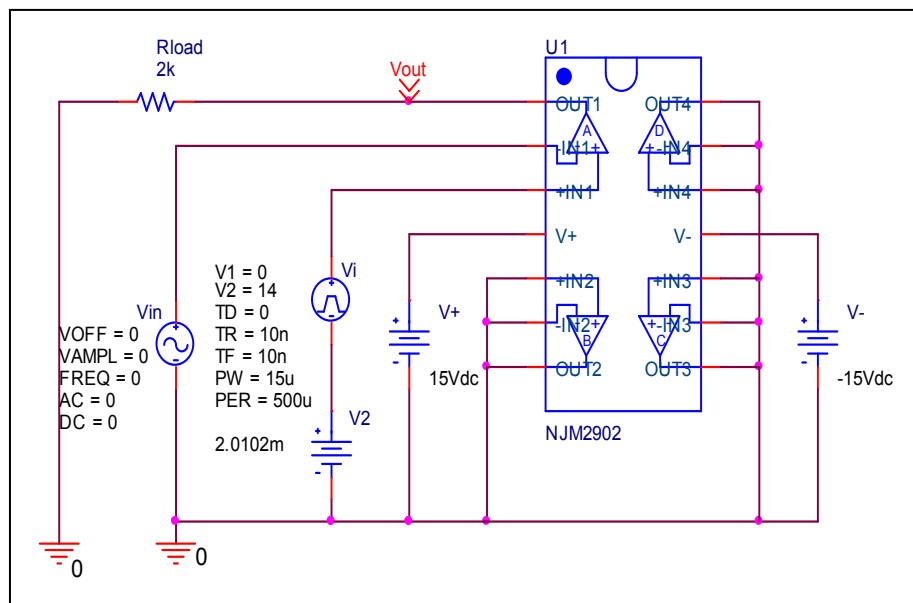 Rload
2k
Vout
U1
OUT1
OUT4
A
D
-IN1
+
+
-IN4
+IN1
+IN4
V+
V-
+IN2
+IN3
-IN2
+
+
-IN3
B
C
OUT2
OUT3
NJM2902
Vin
+
-
VOFF = 0
VAMPL = 0
FREQ = 0
AC = 0
DC = 0
Vi
+
-
V1 = 0
V2 = 14
TD = 0
TR = 10n
TF = 10n
PW = 15u
PER = 500u
V2
+
-
2.0102m
V+
+
-
15Vdc
V-
+
-
-15Vdc
0
0